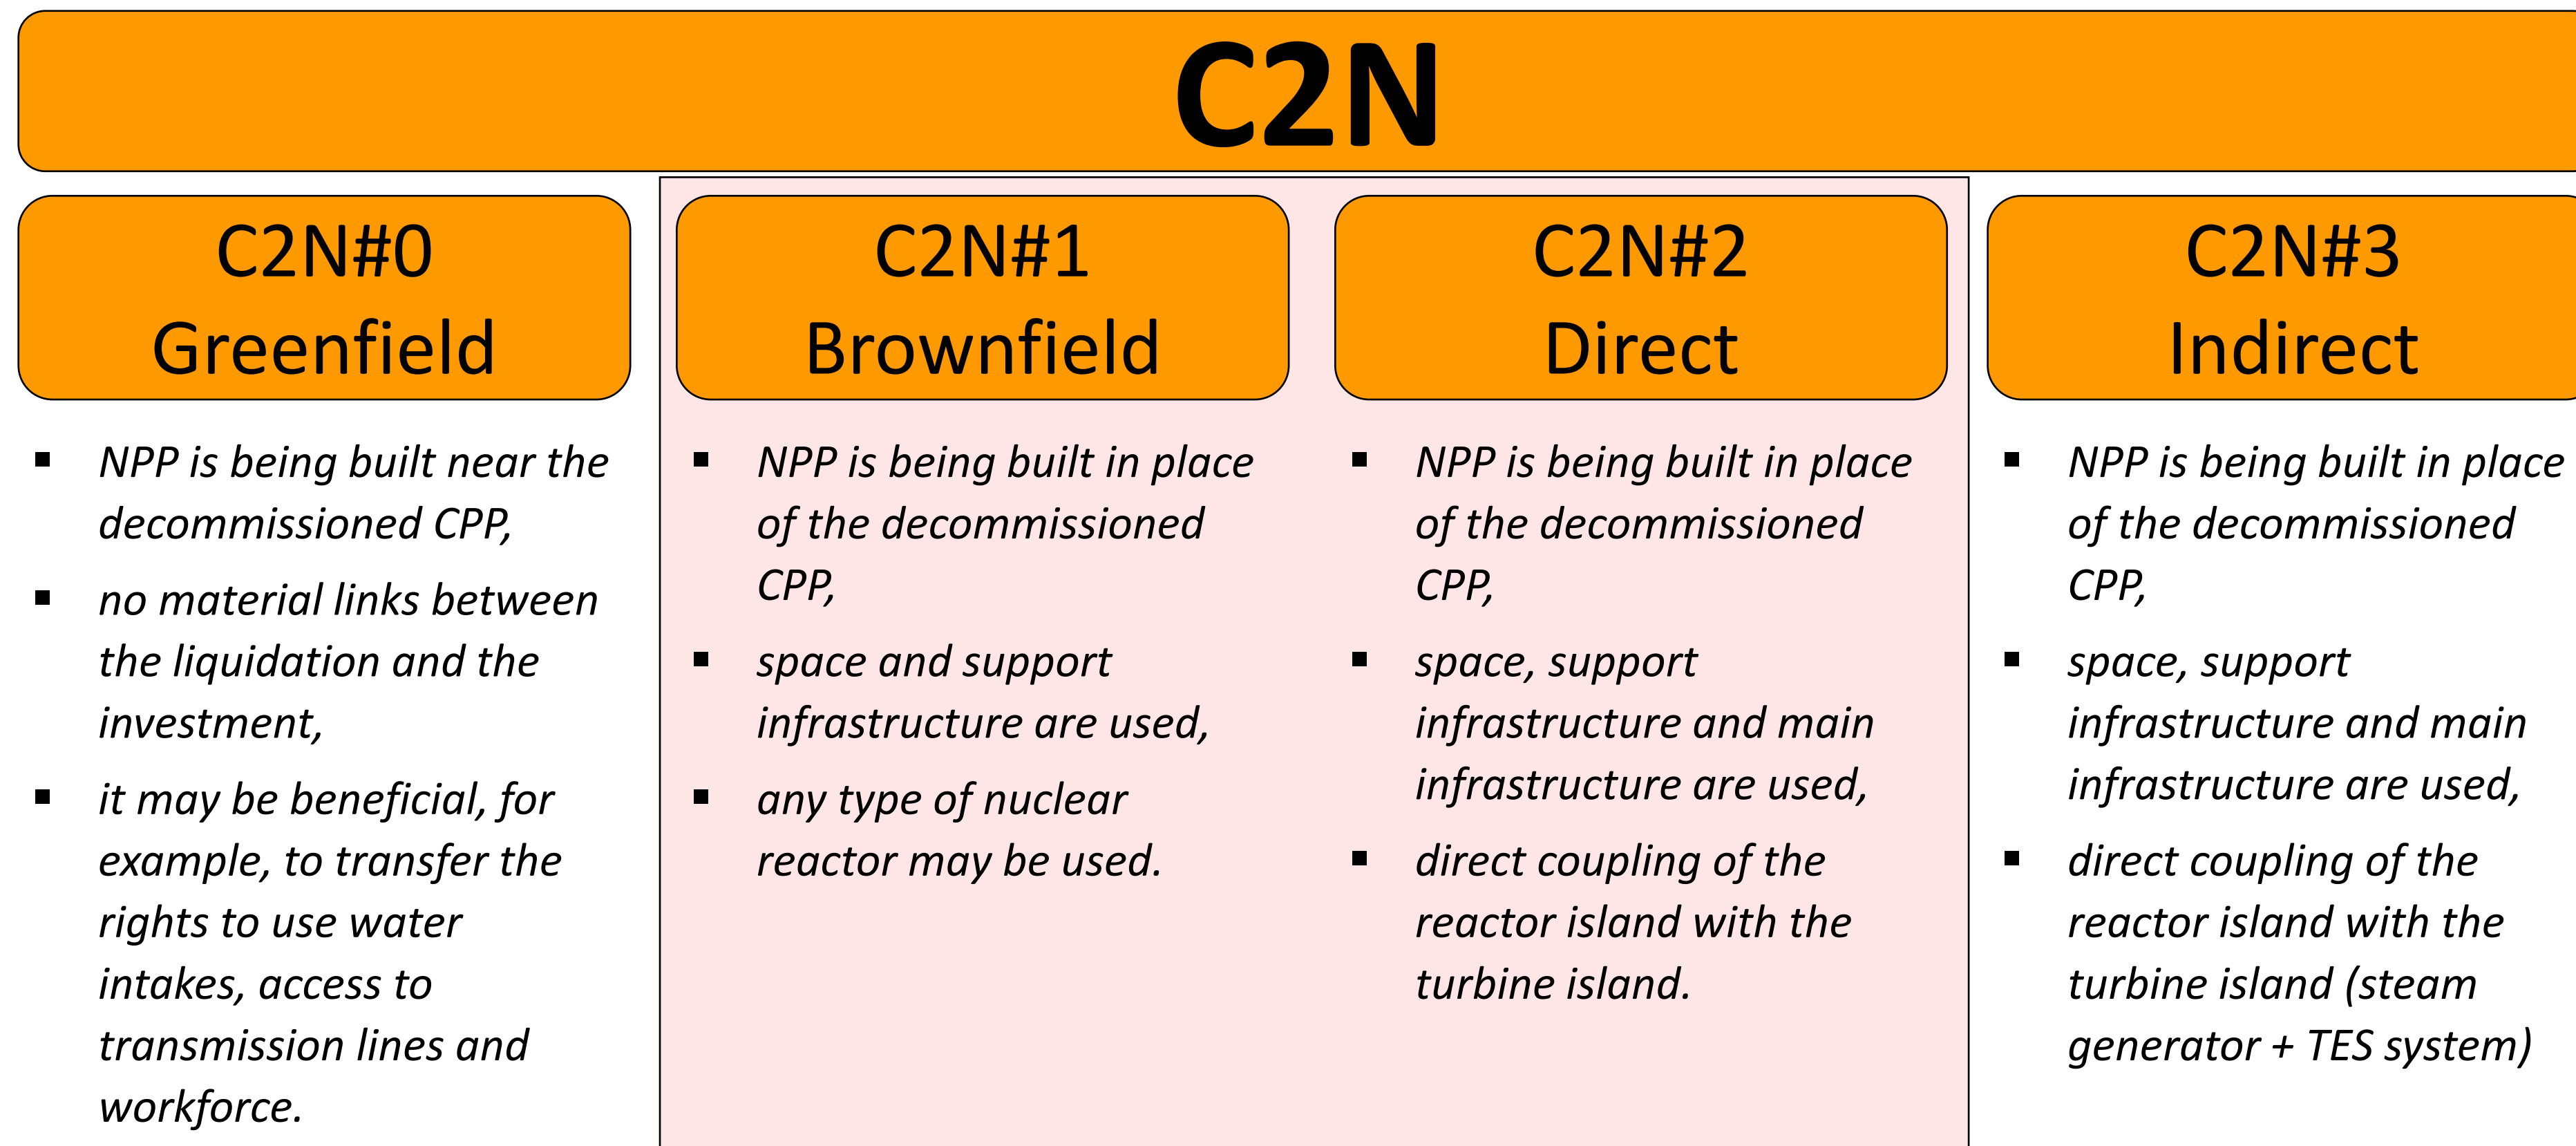 C2N
C2N#0
Greenfield
▪ NPP is being built near the
decommissioned CPP,
▪ no material links between
the liquidation and the
investment,
▪ it may be beneficial, for
example, to transfer the
rights to use water
intakes, access to
transmission lines and
workforce.
C2N#1
Brownfield
▪ NPP is being built in place
of the decommissioned
CPP,
▪ space and support
infrastructure are used,
▪ any type of nuclear
reactor may be used.
C2N#2
Direct
▪ NPP is being built in place
of the decommissioned
CPP,
▪ space, support
infrastructure and main
infrastructure are used,
▪ direct coupling of the
reactor island with the
turbine island.
C2N#3
Indirect
▪ NPP is being built in place
of the decommissioned
CPP,
▪ space, support
infrastructure and main
infrastructure are used,
▪ direct coupling of the
reactor island with the
turbine island (steam
generator + TES system)